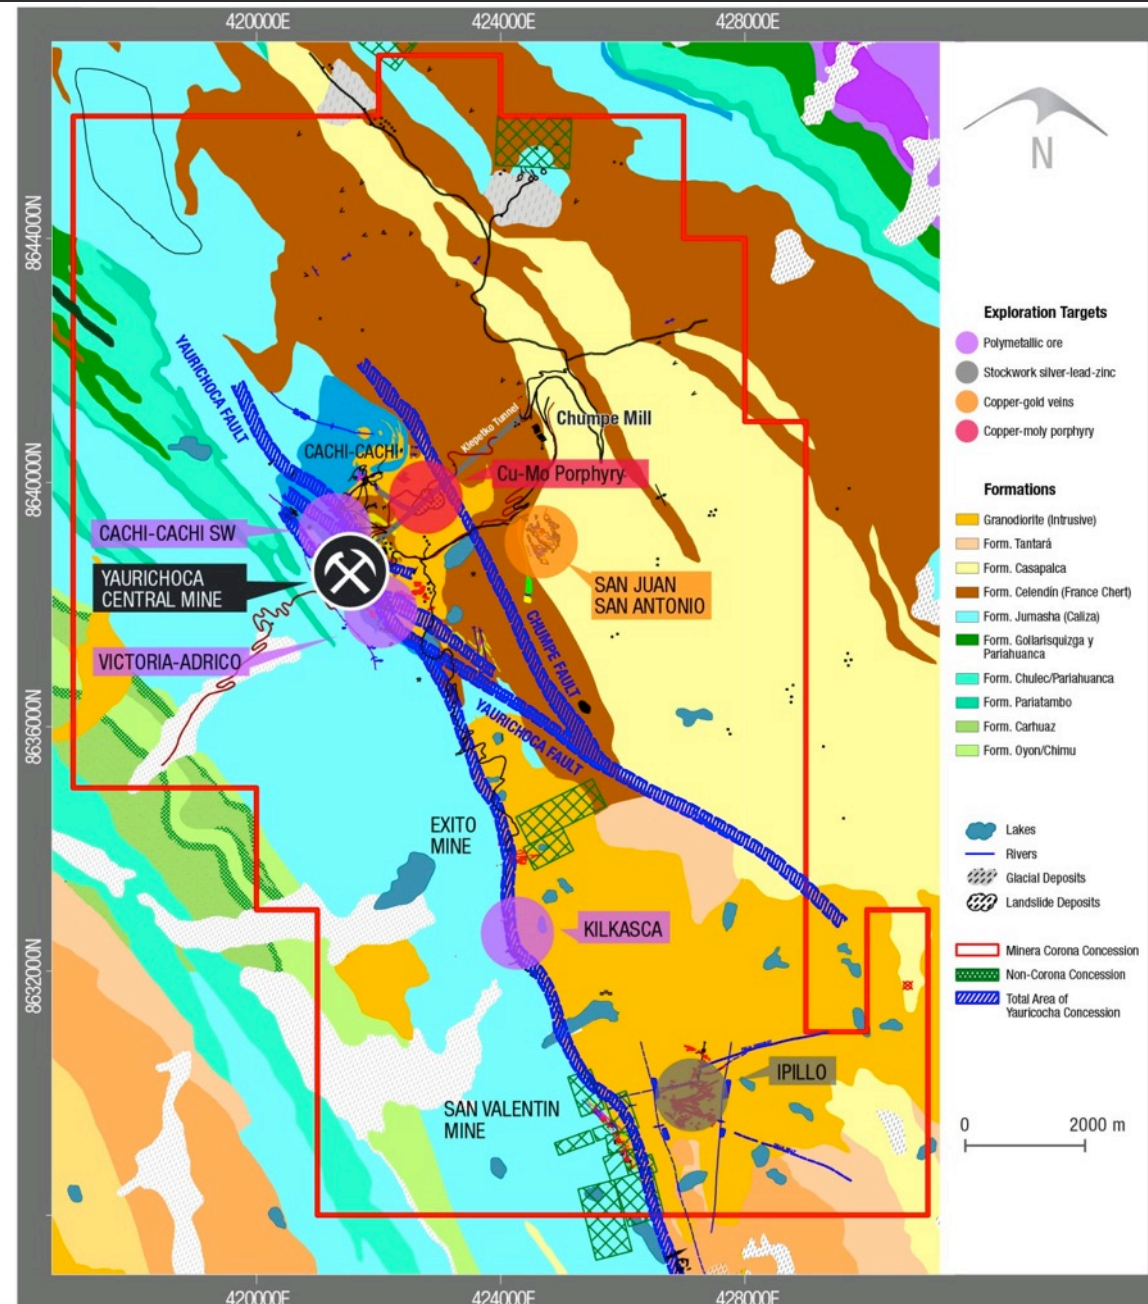 420000E
424000E
428000E
8644000N
8640000N
8636000N
8632000N
N
YAURICHOCA FAULT
CACHI-CACHI
Klepetko Tunnel
Chumpe Mill
Cu-Mo Porphyry
CACHI-CACHI SW
YAURICHOCA
CENTRAL MINE
SAN JUAN
SAN ANTONIO
CHUMPE FAULT
VICTORIA-ADRICO
YAURICHOCA FAULT
EXITO
MINE
KILKASCA
IPILLO
SAN VALENTIN
MINE
Exploration Targets
Polymetallic ore
Stockwork silver-lead-zinc
Copper-gold veins
Copper-moly porphyry
Formations
Granodiorite (Intrusive)
Form. Tantará
Form. Casapalca
Form. Celendín (France Chert)
Form. Jumasha (Caliza)
Form. Gollarisquizga y
Pariahuanca
Form. Chulec/Pariahuanca
Form. Pariatambo
Form. Carhuaz
Form. Oyon/Chimu
Lakes
Rivers
Glacial Deposits
Landslide Deposits
Minera Corona Concession
Non-Corona Concession
Total Area of
Yauricocha Concession
0 2000 m
420000E
424000E
428000E